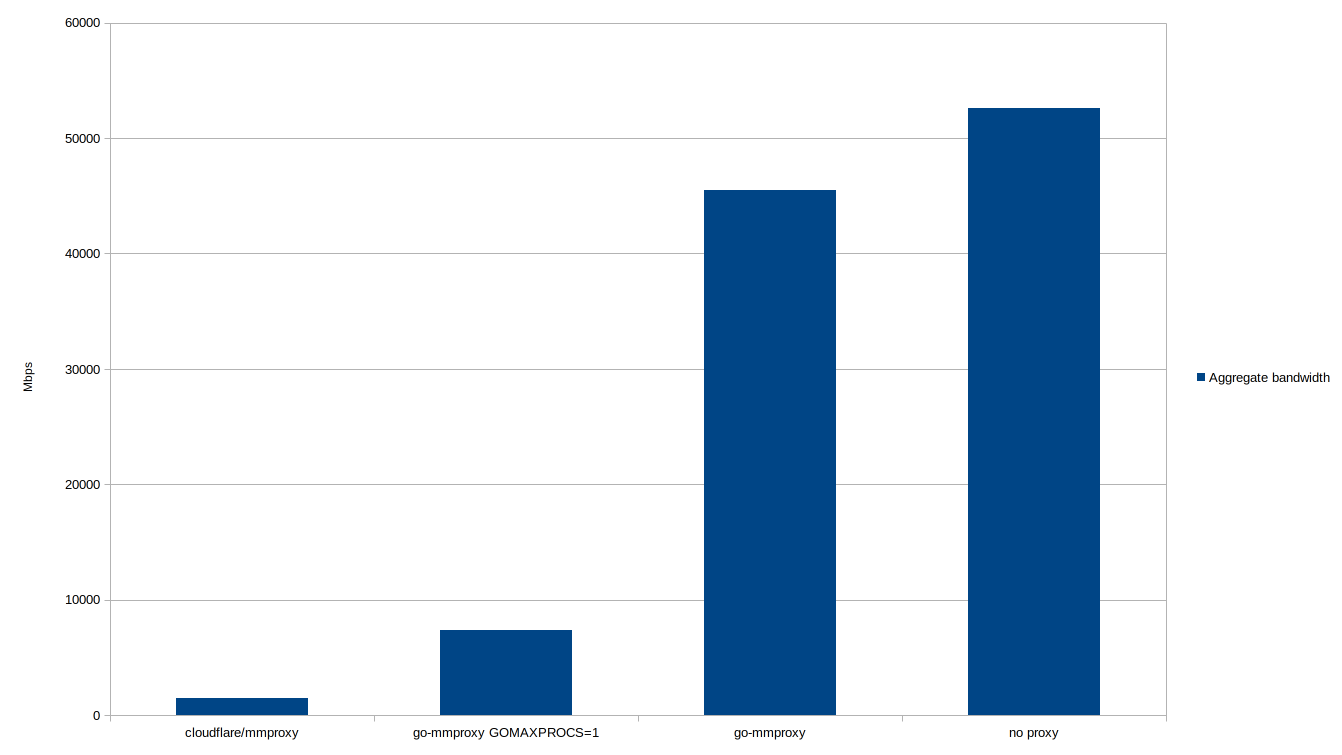 60000
50000
40000
30000
20000
10000
0
Mbps
cloudflare/mmproxy
go-mmproxy GOMAXPROCS=1
go-mmproxy
no proxy
Aggregate bandwidth